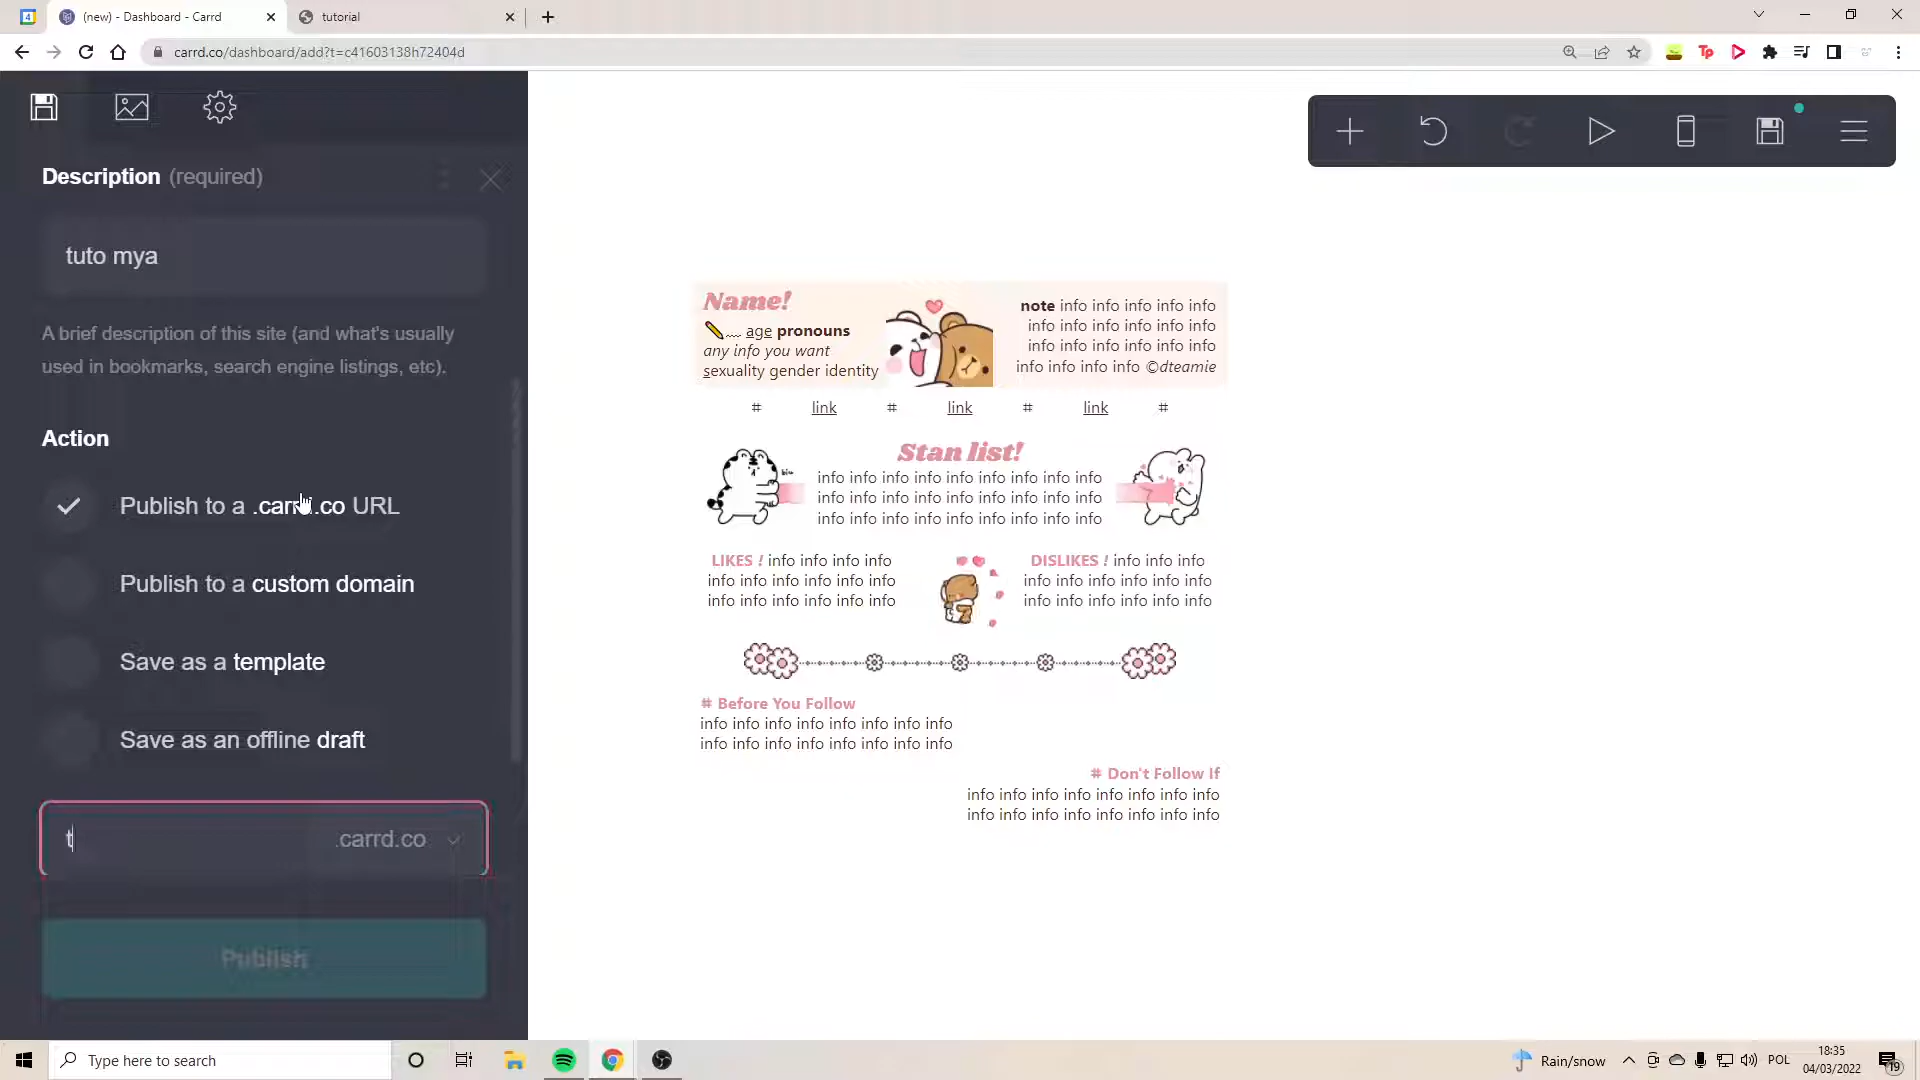 (new) - Dashboard - Carrd
tutorial
carrd.co/dashboard/add?t=c41603138h72404d
Tp
Description (required)
tuto mya
A brief description of this site (and what's usually
used in bookmarks, search engine listings, etc).
Action
Publish to a .carrd.co URL
Publish to a custom domain
Save as a template
Save as an offline draft
t .carrd.co
Publish
Name!
.... age pronouns
any info you want
sexuality gender identity
note info info info info info
info info info info info info
info info info info info info
info info info info ©dteamie
# link # link # link #
Stan list!
info info info info info info info info info
info info info info info info info info info
info info info info info info info info info
LIKES ! info info info info
info info info info info info
info info info info info info
DISLIKES ! info info info
info info info info info info
info info info info info info
# Before You Follow
info info info info info info info info
info info info info info info info info
# Don't Follow If
info info info info info info info info
info info info info info info info info
Type here to search
Rain/snow
POL
18:35
04/03/2022
19